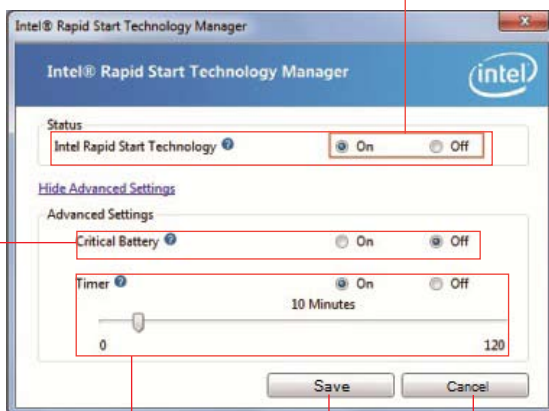 Intel® Rapid Start Technology Manager
Intel® Rapid Start Technology Manager
intel
Status
Intel Rapid Start Technology ? On Off
Hide Advanced Settings
Advanced Settings
Critical Battery ? On Off
Timer ? On Off
10 Minutes
0 120
Save Cancel